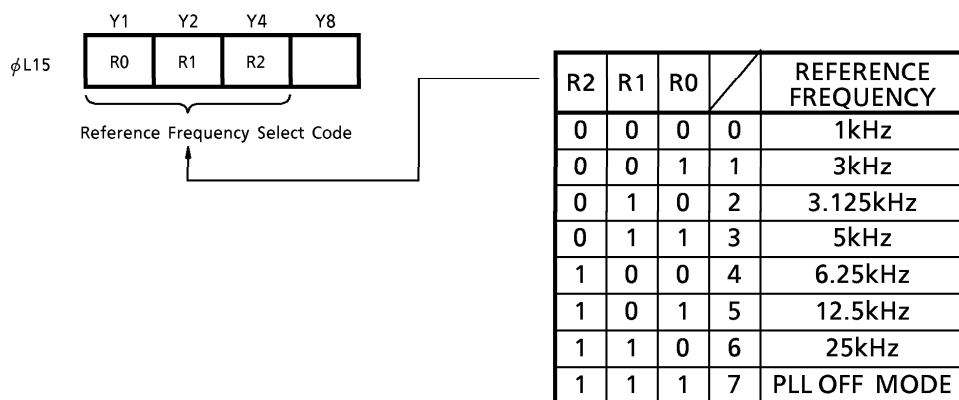 Y1 Y2 Y4 Y8
φL15 R0 R1 R2
Reference Frequency Select Code
R2 R1 R0 REFERENCE FREQUENCY
0 0 0 0 1kHz
0 0 1 1 3kHz
0 1 0 2 3.125kHz
0 1 1 3 5kHz
1 0 0 4 6.25kHz
1 0 1 5 12.5kHz
1 1 0 6 25kHz
1 1 1 7 PLL OFF MODE